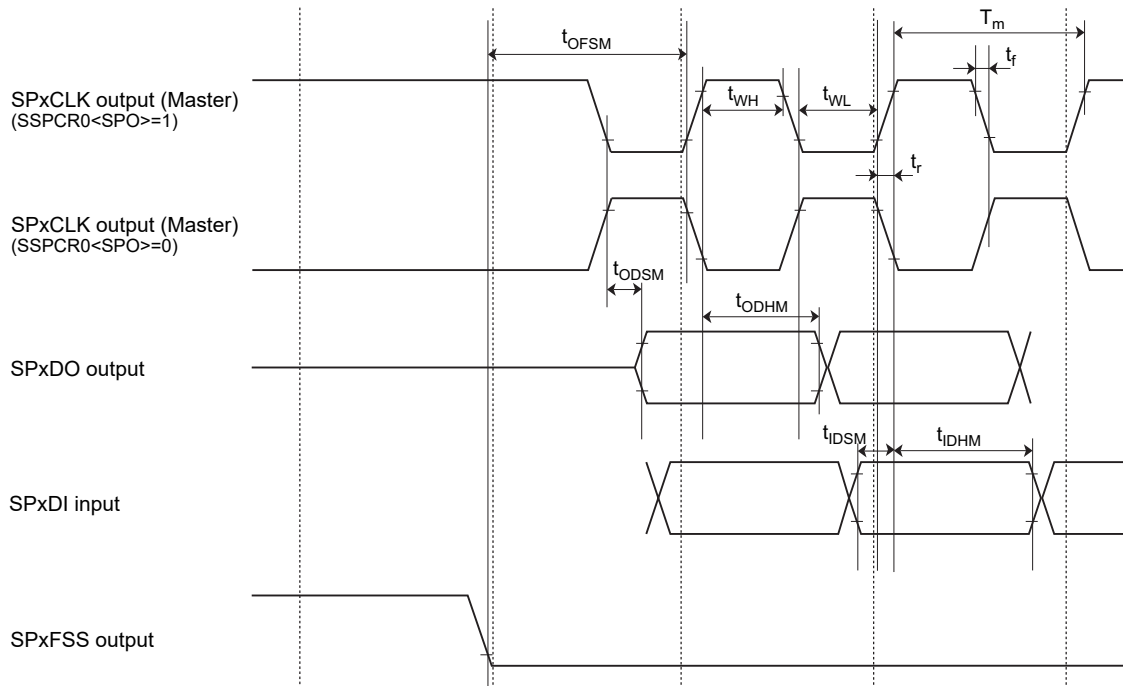 tOFSM
Tm
tf
SPxCLK output (Master)
(SSPCR0<SPO>=1)
tWH
tWL
tr
SPxCLK output (Master)
(SSPCR0<SPO>=0)
tODSM
tODHM
SPxDO output
tIDSM
tIDHM
SPxDI input
SPxFSS output